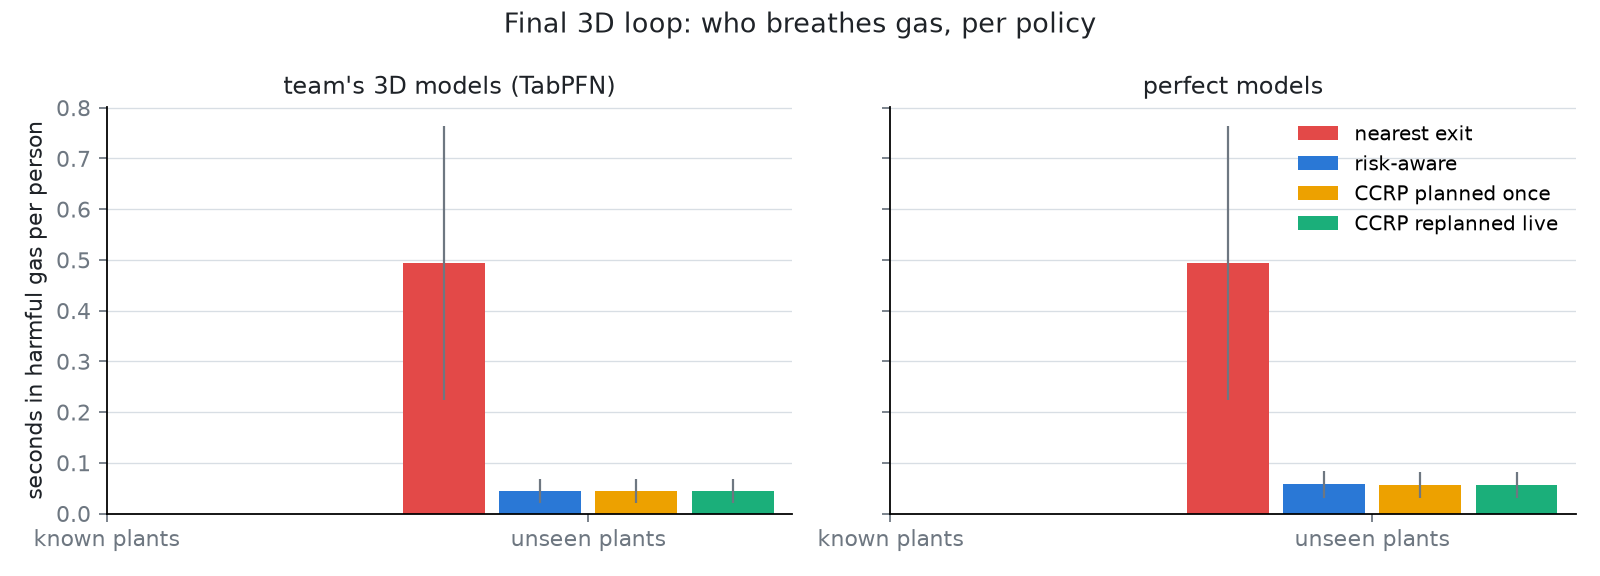 Final 3D loop: who breathes gas, per policy
team's 3D models (TabPFN)
seconds in harmful gas per person
0.8
0.7
0.6
0.5
0.4
0.3
0.2
0.1
0.0
known plants
unseen plants
perfect models
nearest exit
risk-aware
CCRP planned once
CCRP replanned live
known plants
unseen plants